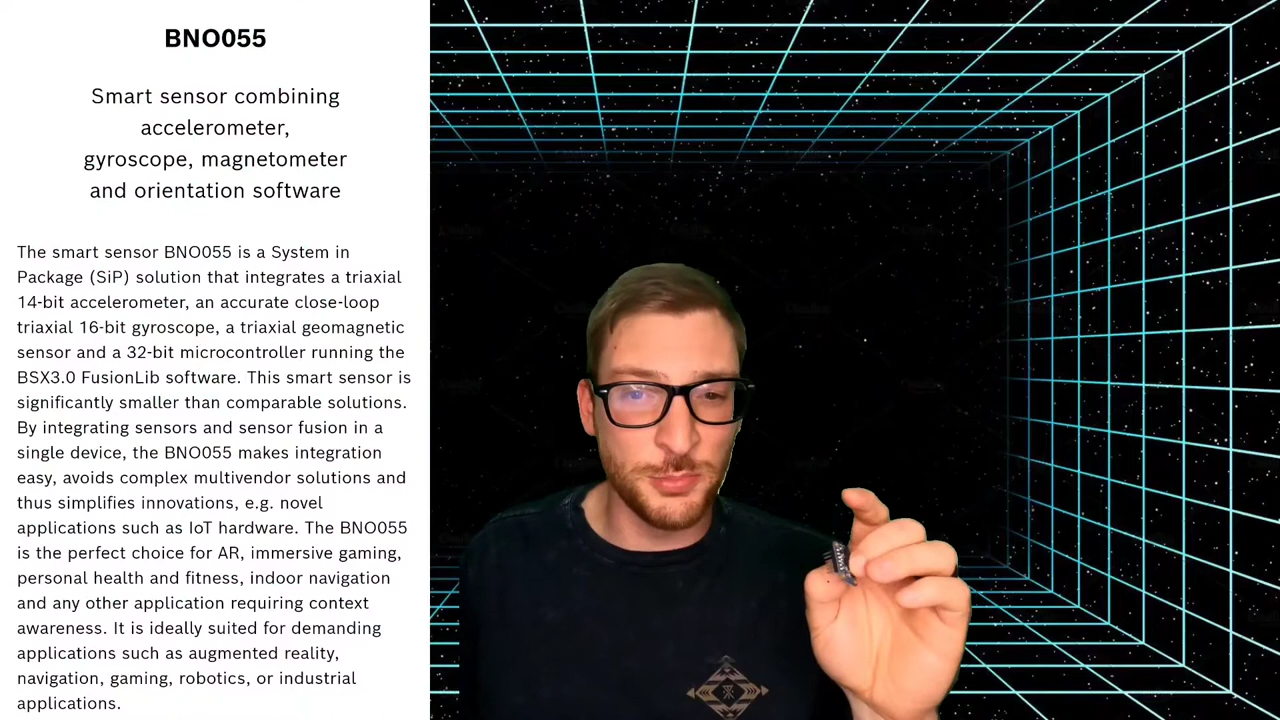 BNO055
Smart sensor combining
accelerometer,
gyroscope, magnetometer
and orientation software
The smart sensor BNO055 is a System in
Package (SiP) solution that integrates a triaxial
14-bit accelerometer, an accurate close-loop
triaxial 16-bit gyroscope, a triaxial geomagnetic
sensor and a 32-bit microcontroller running the
BSX3.0 FusionLib software. This smart sensor is
significantly smaller than comparable solutions.
By integrating sensors and sensor fusion in a
single device, the BNO055 makes integration
easy, avoids complex multivendor solutions and
thus simplifies innovations, e.g. novel
applications such as IoT hardware. The BNO055
is the perfect choice for AR, immersive gaming,
personal health and fitness, indoor navigation
and any other application requiring context
awareness. It is ideally suited for demanding
applications such as augmented reality,
navigation, gaming, robotics, or industrial
applications.